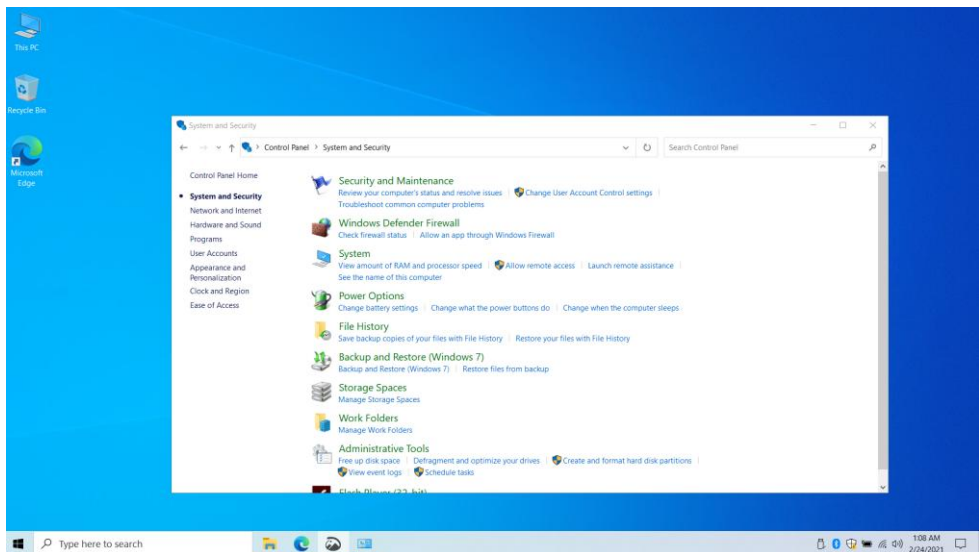 This PC
Recycle Bin
Microsoft
Edge
System and Security
Control Panel > System and Security
Search Control Panel
Control Panel Home
System and Security
Network and Internet
Hardware and Sound
Programs
User Accounts
Appearance and
Personalization
Clock and Region
Ease of Access
Security and Maintenance
Review your computer's status and resolve issues | Change User Account Control settings |
Troubleshoot common computer problems
Windows Defender Firewall
Check firewall status | Allow an app through Windows Firewall
System
View amount of RAM and processor speed | Allow remote access | Launch remote assistance |
See the name of this computer
Power Options
Change battery settings | Change what the power buttons do | Change when the computer sleeps
File History
Save backup copies of your files with File History | Restore your files with File History
Backup and Restore (Windows 7)
Backup and Restore (Windows 7) | Restore files from backup
Storage Spaces
Manage Storage Spaces
Work Folders
Manage Work Folders
Administrative Tools
Free up disk space | Defragment and optimize your drives | Create and format hard disk partitions |
View event logs | Schedule tasks
Flash Player (32-bit)
Type here to search
1:08 AM
2/24/2021